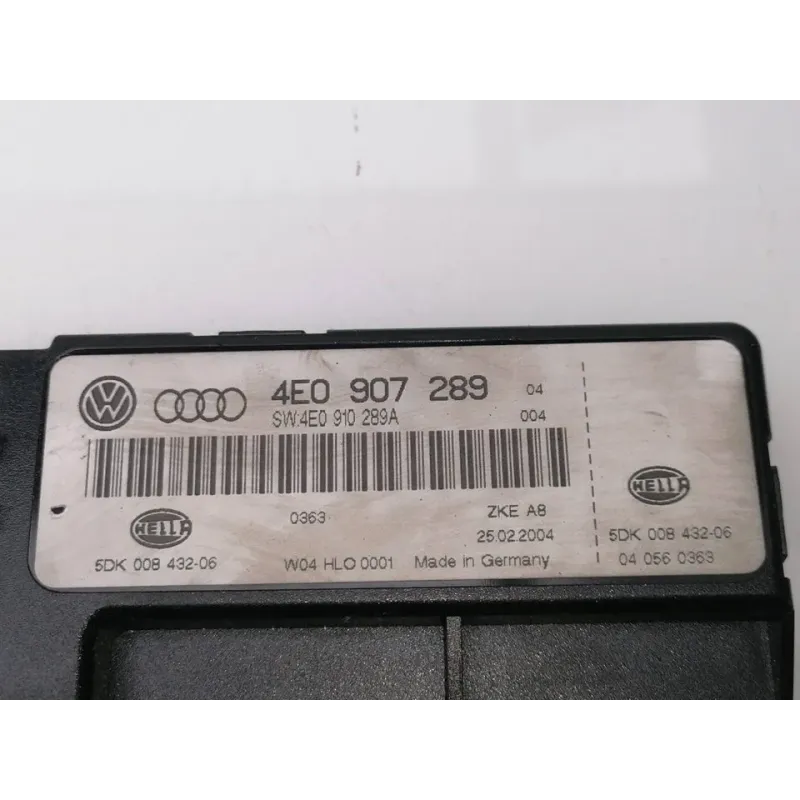 4E0 907 289 04
SW:4E0 910 289A 004
0363 ZKE A8
HELLA
25.02.2004
5DK 008 432-06 W04 HLO 0001 Made in Germany
HELLA
5DK 008 432-06
04 056 0363